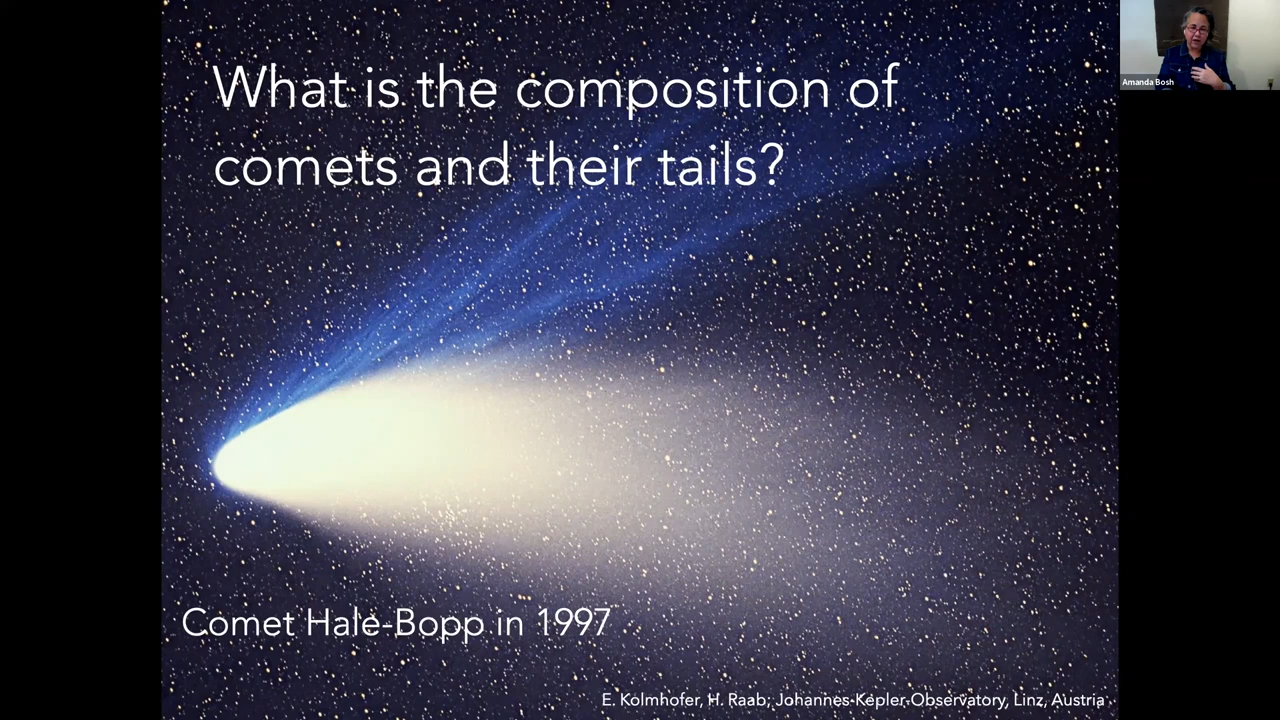 What is the composition of
comets and their tails?
Amanda Bosh
Comet Hale-Bopp in 1997
E. Kolmhofer, H. Raab; Johannes-Kepler-Observatory, Linz, Austria